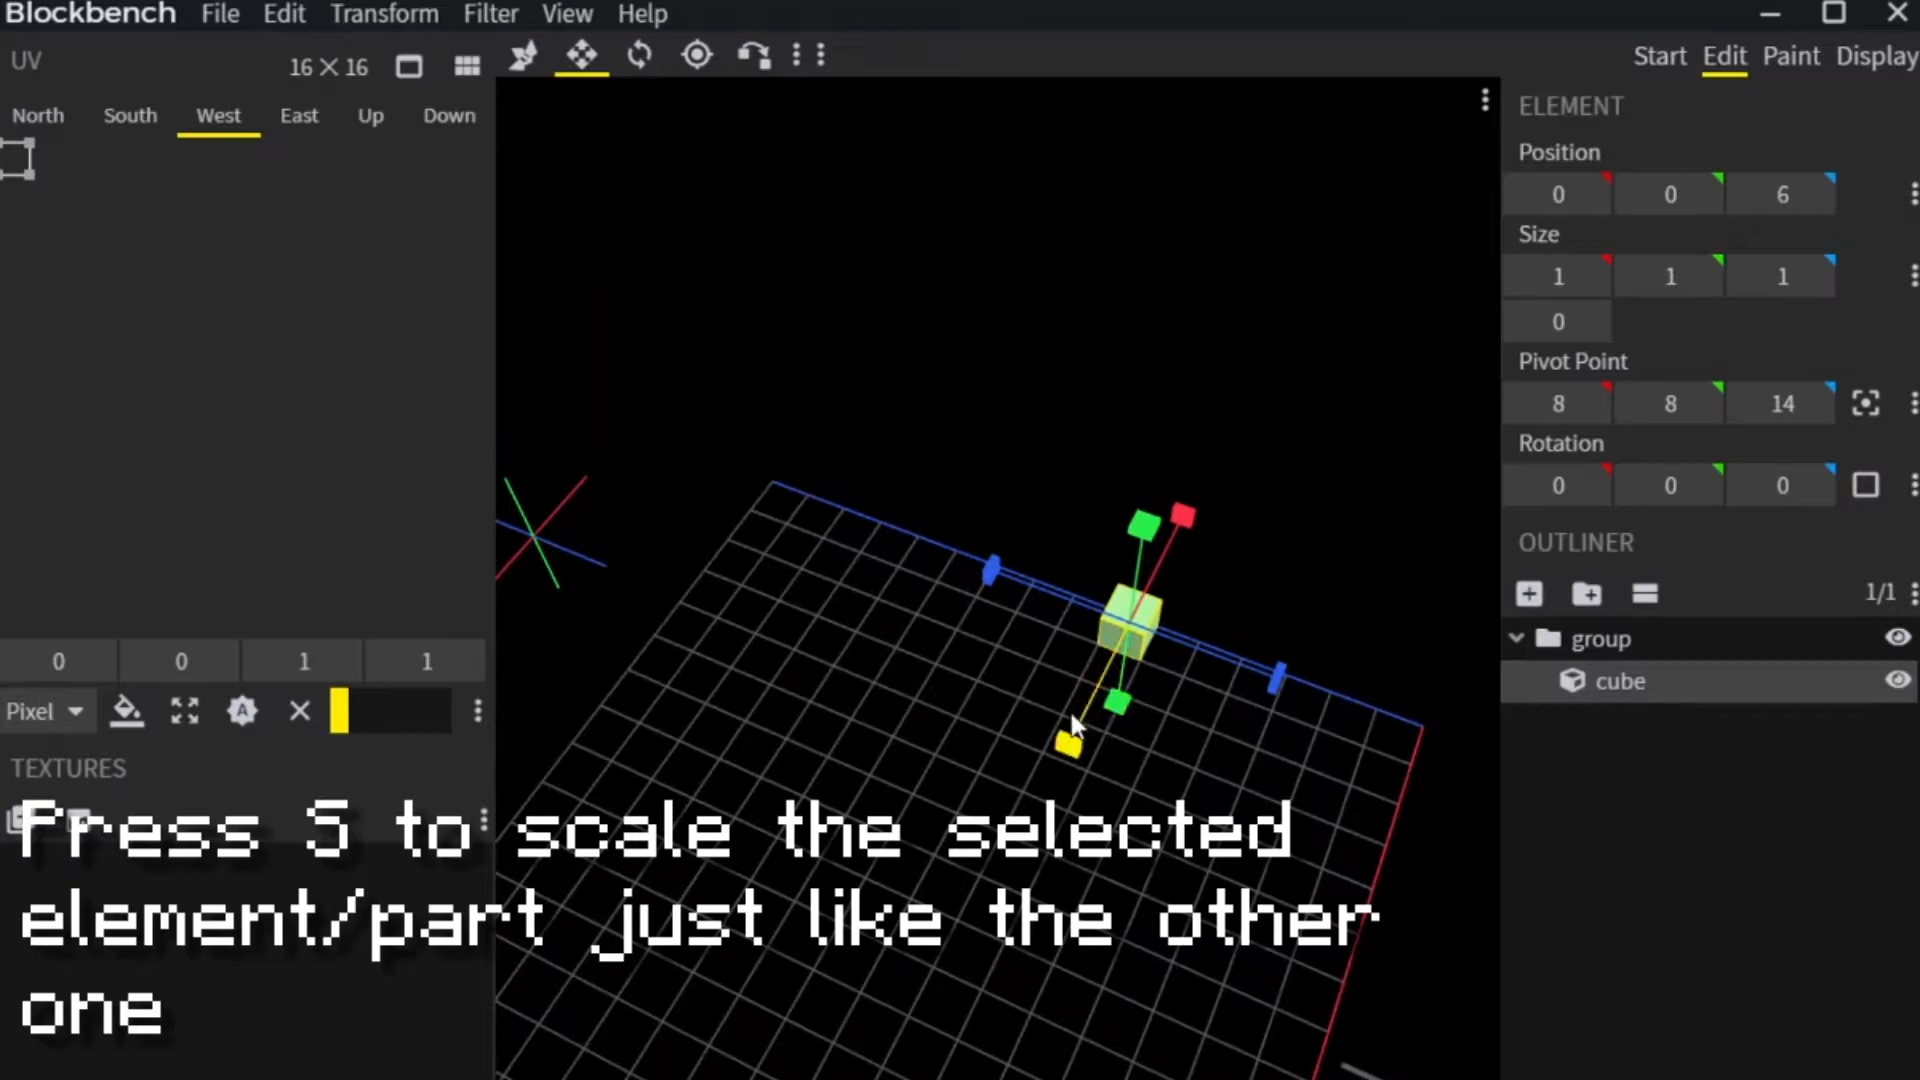 Blockbench File Edit Transform Filter View Help
UV 16 × 16
Start Edit Paint Display
North South West East Up Down
ELEMENT
Position
0 0 6
Size
1 1 1
0
Pivot Point
8 8 14
Rotation
0 0 0
OUTLINER
1/1
group
cube
0 0 1 1
Pixel
TEXTURES
Press S to scale the selected
element/part just like the other
one